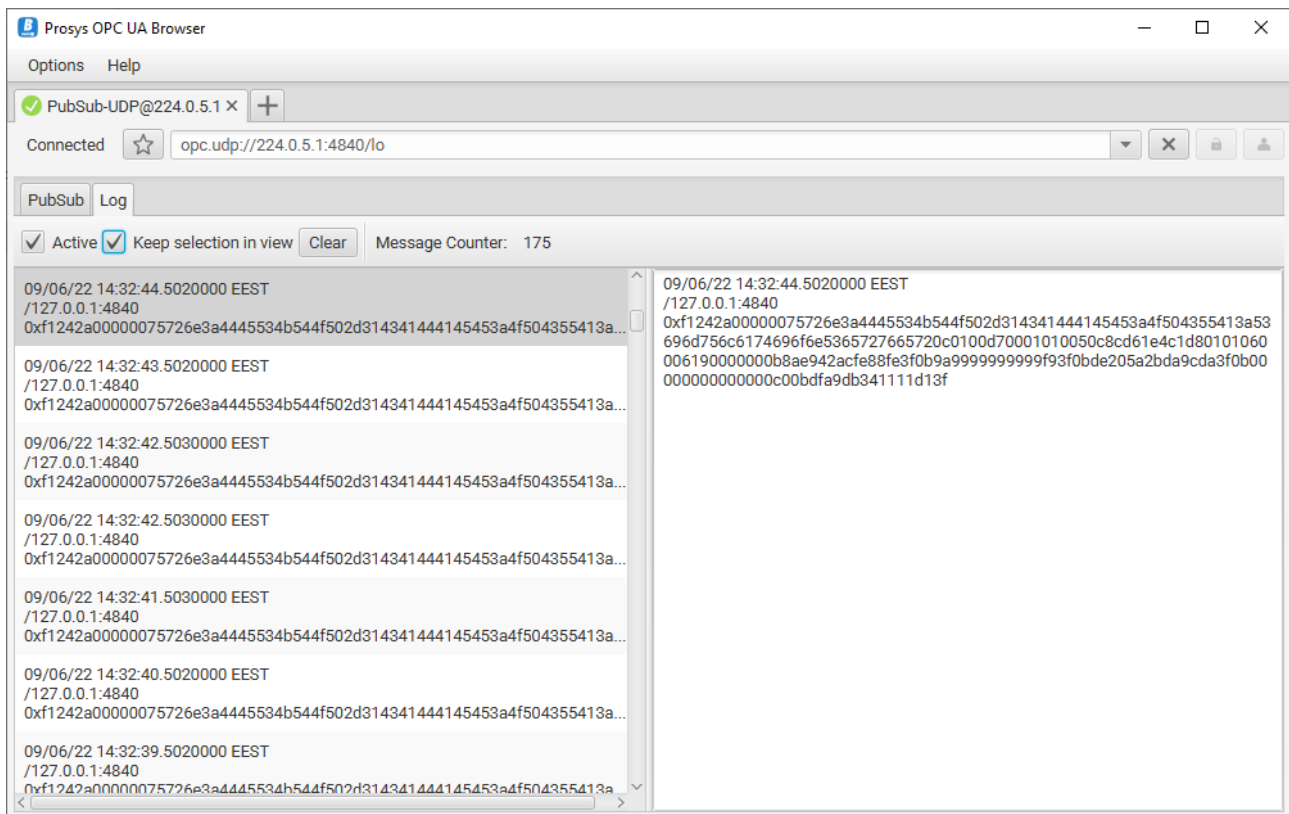 Prosys OPC UA Browser
Options Help
PubSub-UDP@224.0.5.1
Connected opc.udp://224.0.5.1:4840/lo
PubSub Log
Active Keep selection in view Clear Message Counter: 175
09/06/22 14:32:44.5020000 EEST
/127.0.0.1:4840
0xf1242a00000075726e3a4445534b544f502d314341444145453a4f504355413a...
09/06/22 14:32:43.5020000 EEST
/127.0.0.1:4840
0xf1242a00000075726e3a4445534b544f502d314341444145453a4f504355413a...
09/06/22 14:32:42.5030000 EEST
/127.0.0.1:4840
0xf1242a00000075726e3a4445534b544f502d314341444145453a4f504355413a...
09/06/22 14:32:42.5030000 EEST
/127.0.0.1:4840
0xf1242a00000075726e3a4445534b544f502d314341444145453a4f504355413a...
09/06/22 14:32:41.5030000 EEST
/127.0.0.1:4840
0xf1242a00000075726e3a4445534b544f502d314341444145453a4f504355413a...
09/06/22 14:32:40.5020000 EEST
/127.0.0.1:4840
0xf1242a00000075726e3a4445534b544f502d314341444145453a4f504355413a...
09/06/22 14:32:39.5020000 EEST
/127.0.0.1:4840
0xf1242a00000075726e3a4445534b544f502d314341444145453a4f504355413a...
09/06/22 14:32:44.5020000 EEST
/127.0.0.1:4840
0xf1242a00000075726e3a4445534b544f502d314341444145453a4f504355413a53
696d756c6174696f6e5365727665720c0100d70001010050c8cd61e4c1d80101060
006190000000b8ae942acfe88fe3f0b9a9999999999f93f0bde205a2bda9cda3f0b00
000000000000c00bdfa9db341111d13f